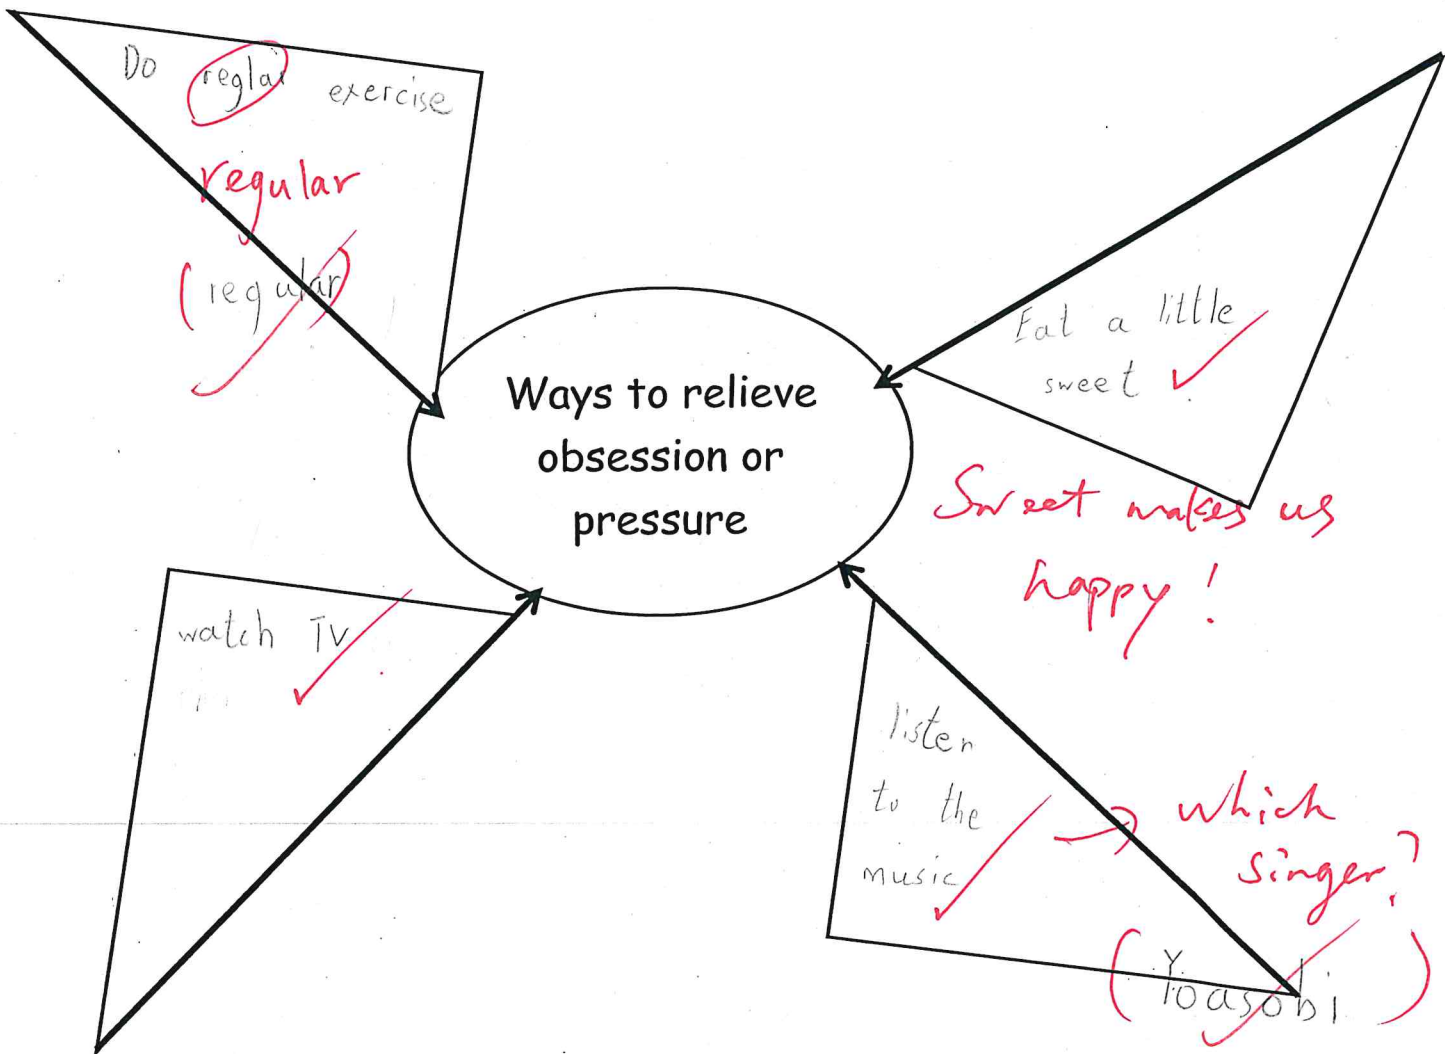 Do reglar exercise
regular
(regular)
Eat a little
sweet
Sweet makes us
happy!
Ways to relieve
obsession or
pressure
watch TV
listen
to the
music
which
singer?
(Yoasobi)